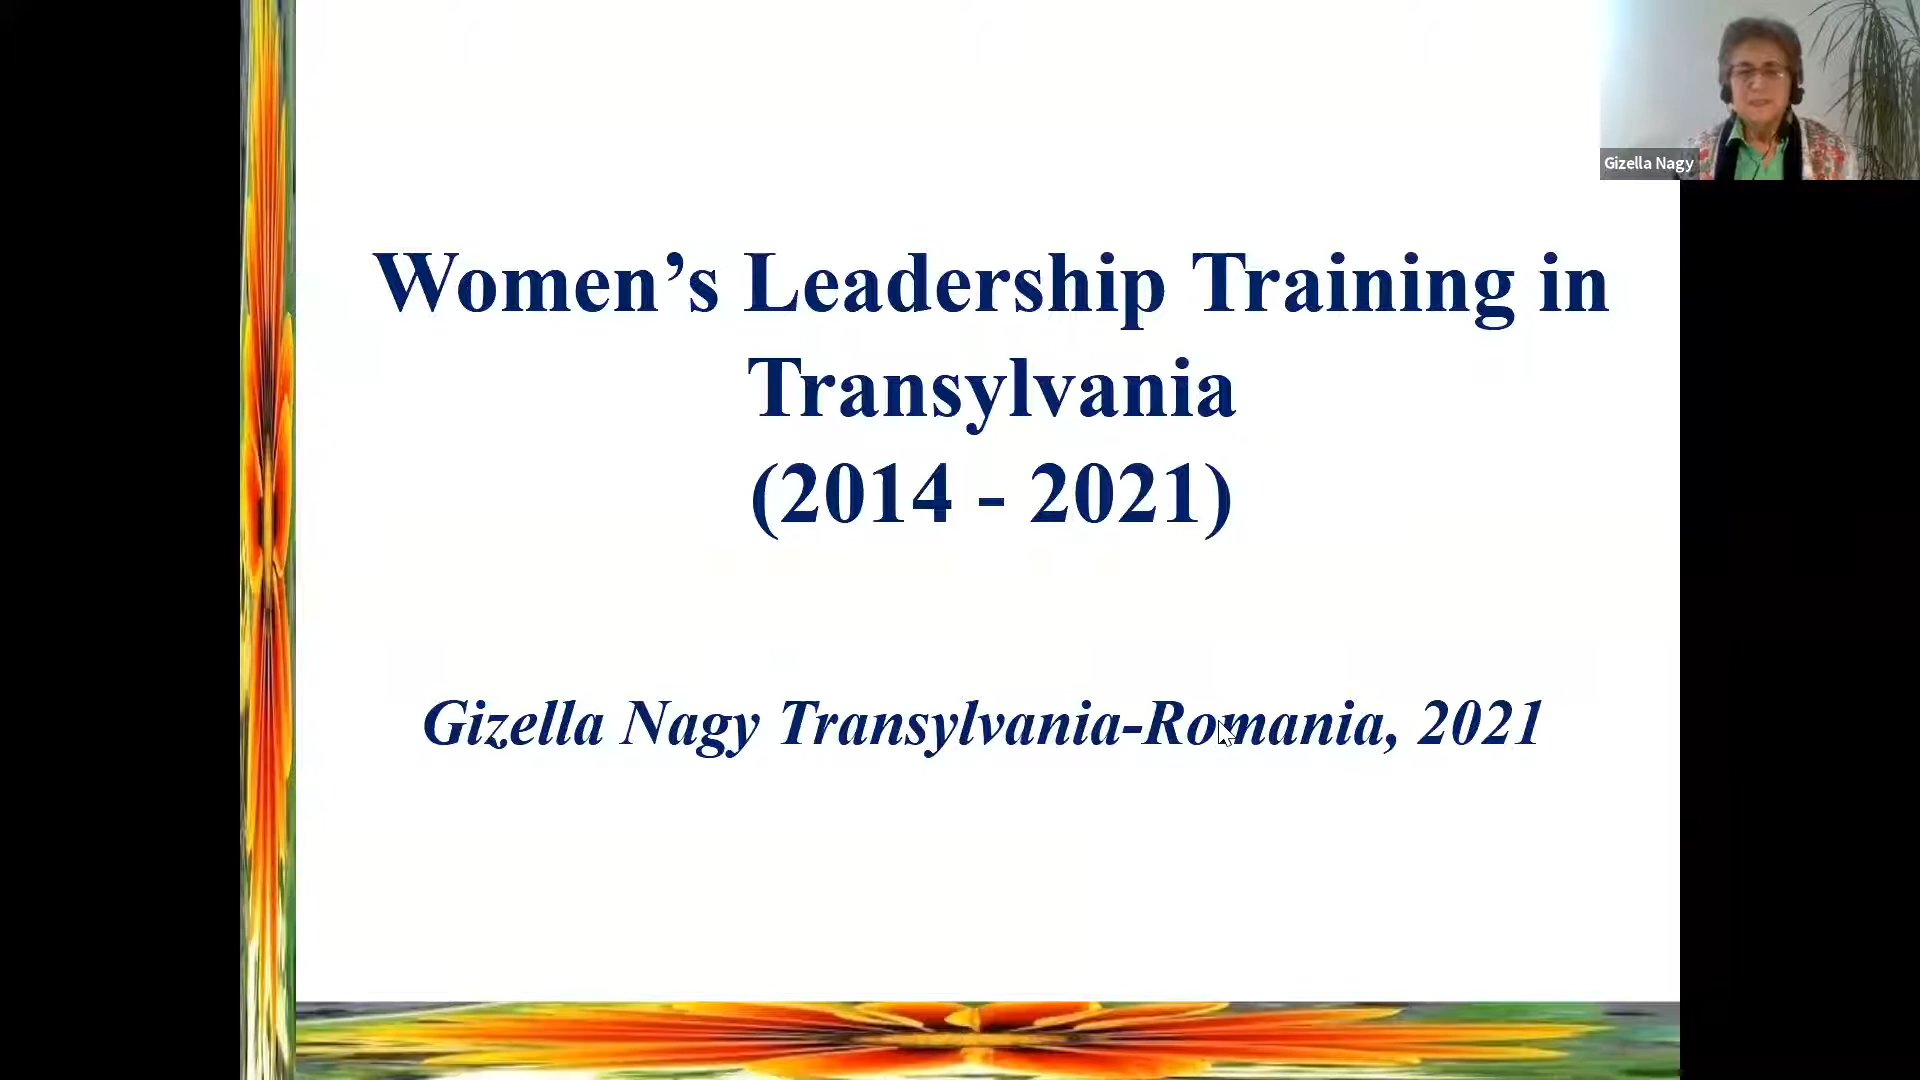 Gizella Nagy
Women’s Leadership Training in
Transylvania
(2014 - 2021)
Gizella Nagy Transylvania-Romania, 2021